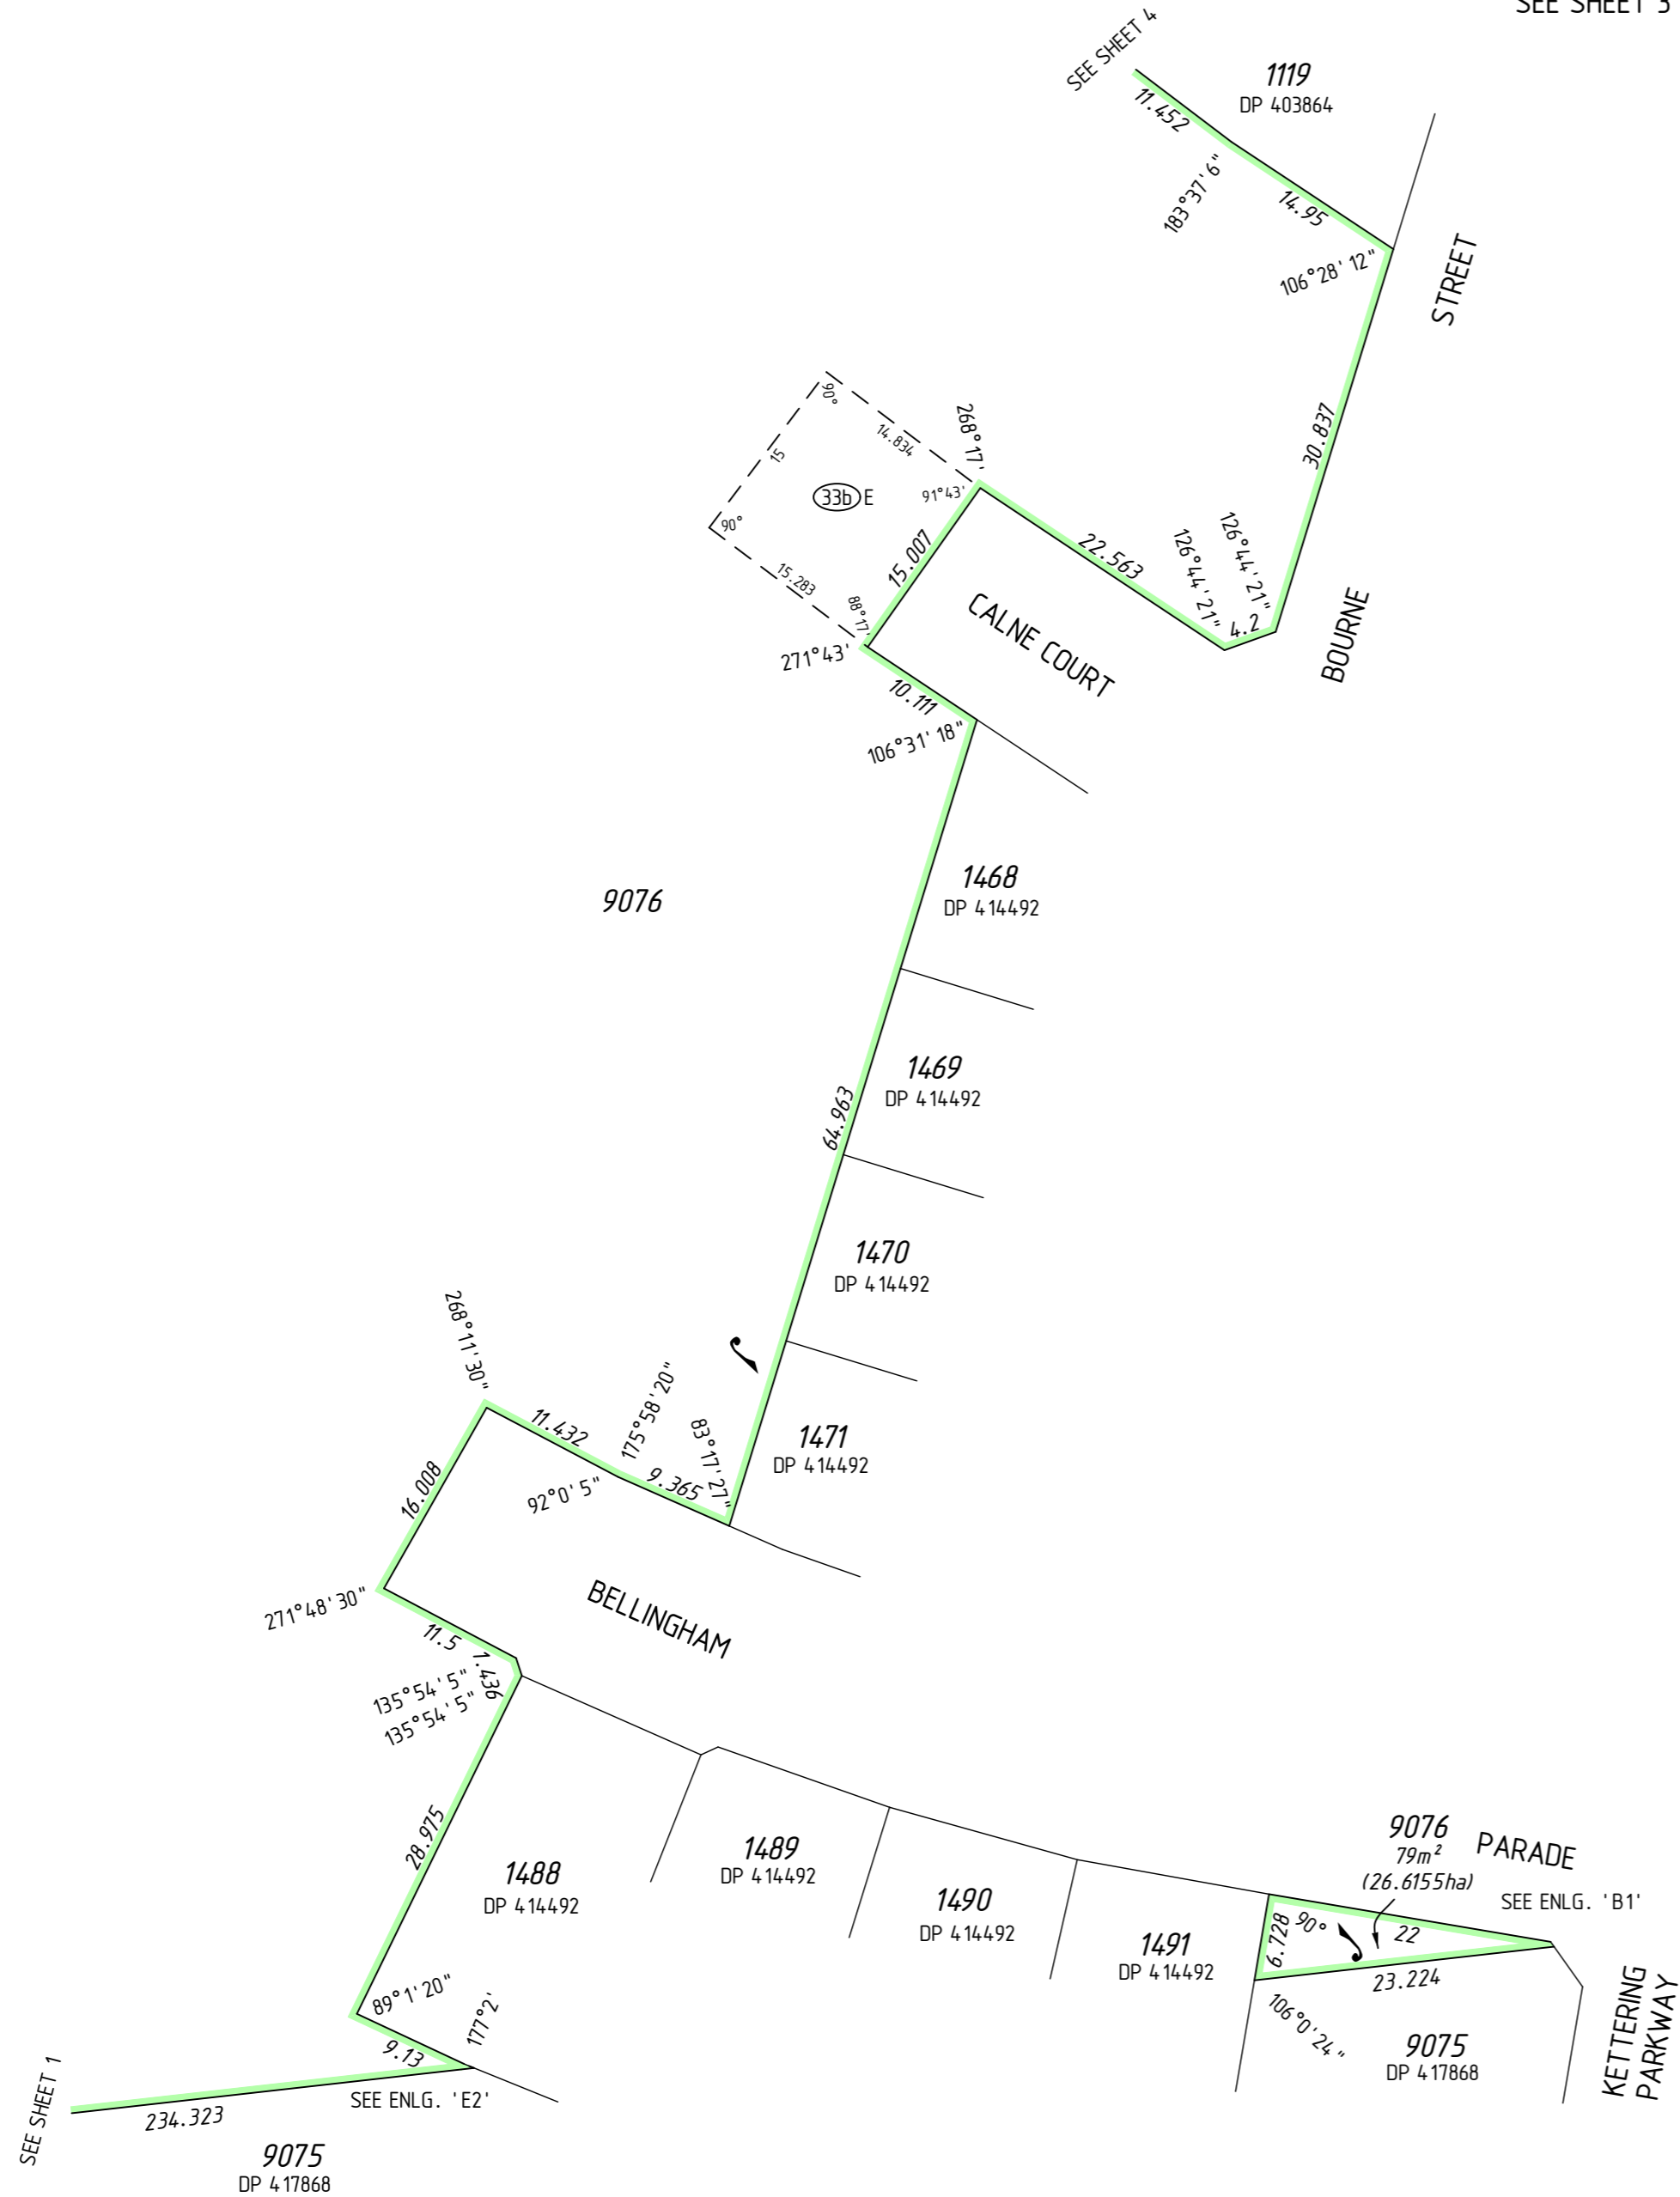 SEE SHEET 3
SEE SHEET 4
1119
DP 403864
11.452
183°37'6"
14.95
106°28'12"
STREET
30.837
268°17'
90°
14.834
15
33b E
91°43'
90°
15.283
15.007
88°17'
22.563
126°44'21"
126°44'21"
4.2
CALNE COURT
BOURNE
271°43'
10.111
106°31'18"
1468
DP 414492
9076
1469
DP 414492
64.963
1470
DP 414492
268°11'30"
175°58'20"
83°17'27"
11.432
9.365
1471
DP 414492
16.008
92°0'5"
271°48'30"
BELLINGHAM
11.5
1.436
135°54'5"
135°54'5"
28.975
1488
DP 414492
1489
DP 414492
1490
DP 414492
1491
DP 414492
9076
79m²
(26.6155ha)
PARADE
SEE ENLG. 'B1'
6.728
90°
22
23.224
106°0'24"
9075
DP 417868
KETTERING
PARKWAY
89°1'20"
177°2'
9.13
SEE ENLG. 'E2'
SEE SHEET 1
234.323
9075
DP 417868